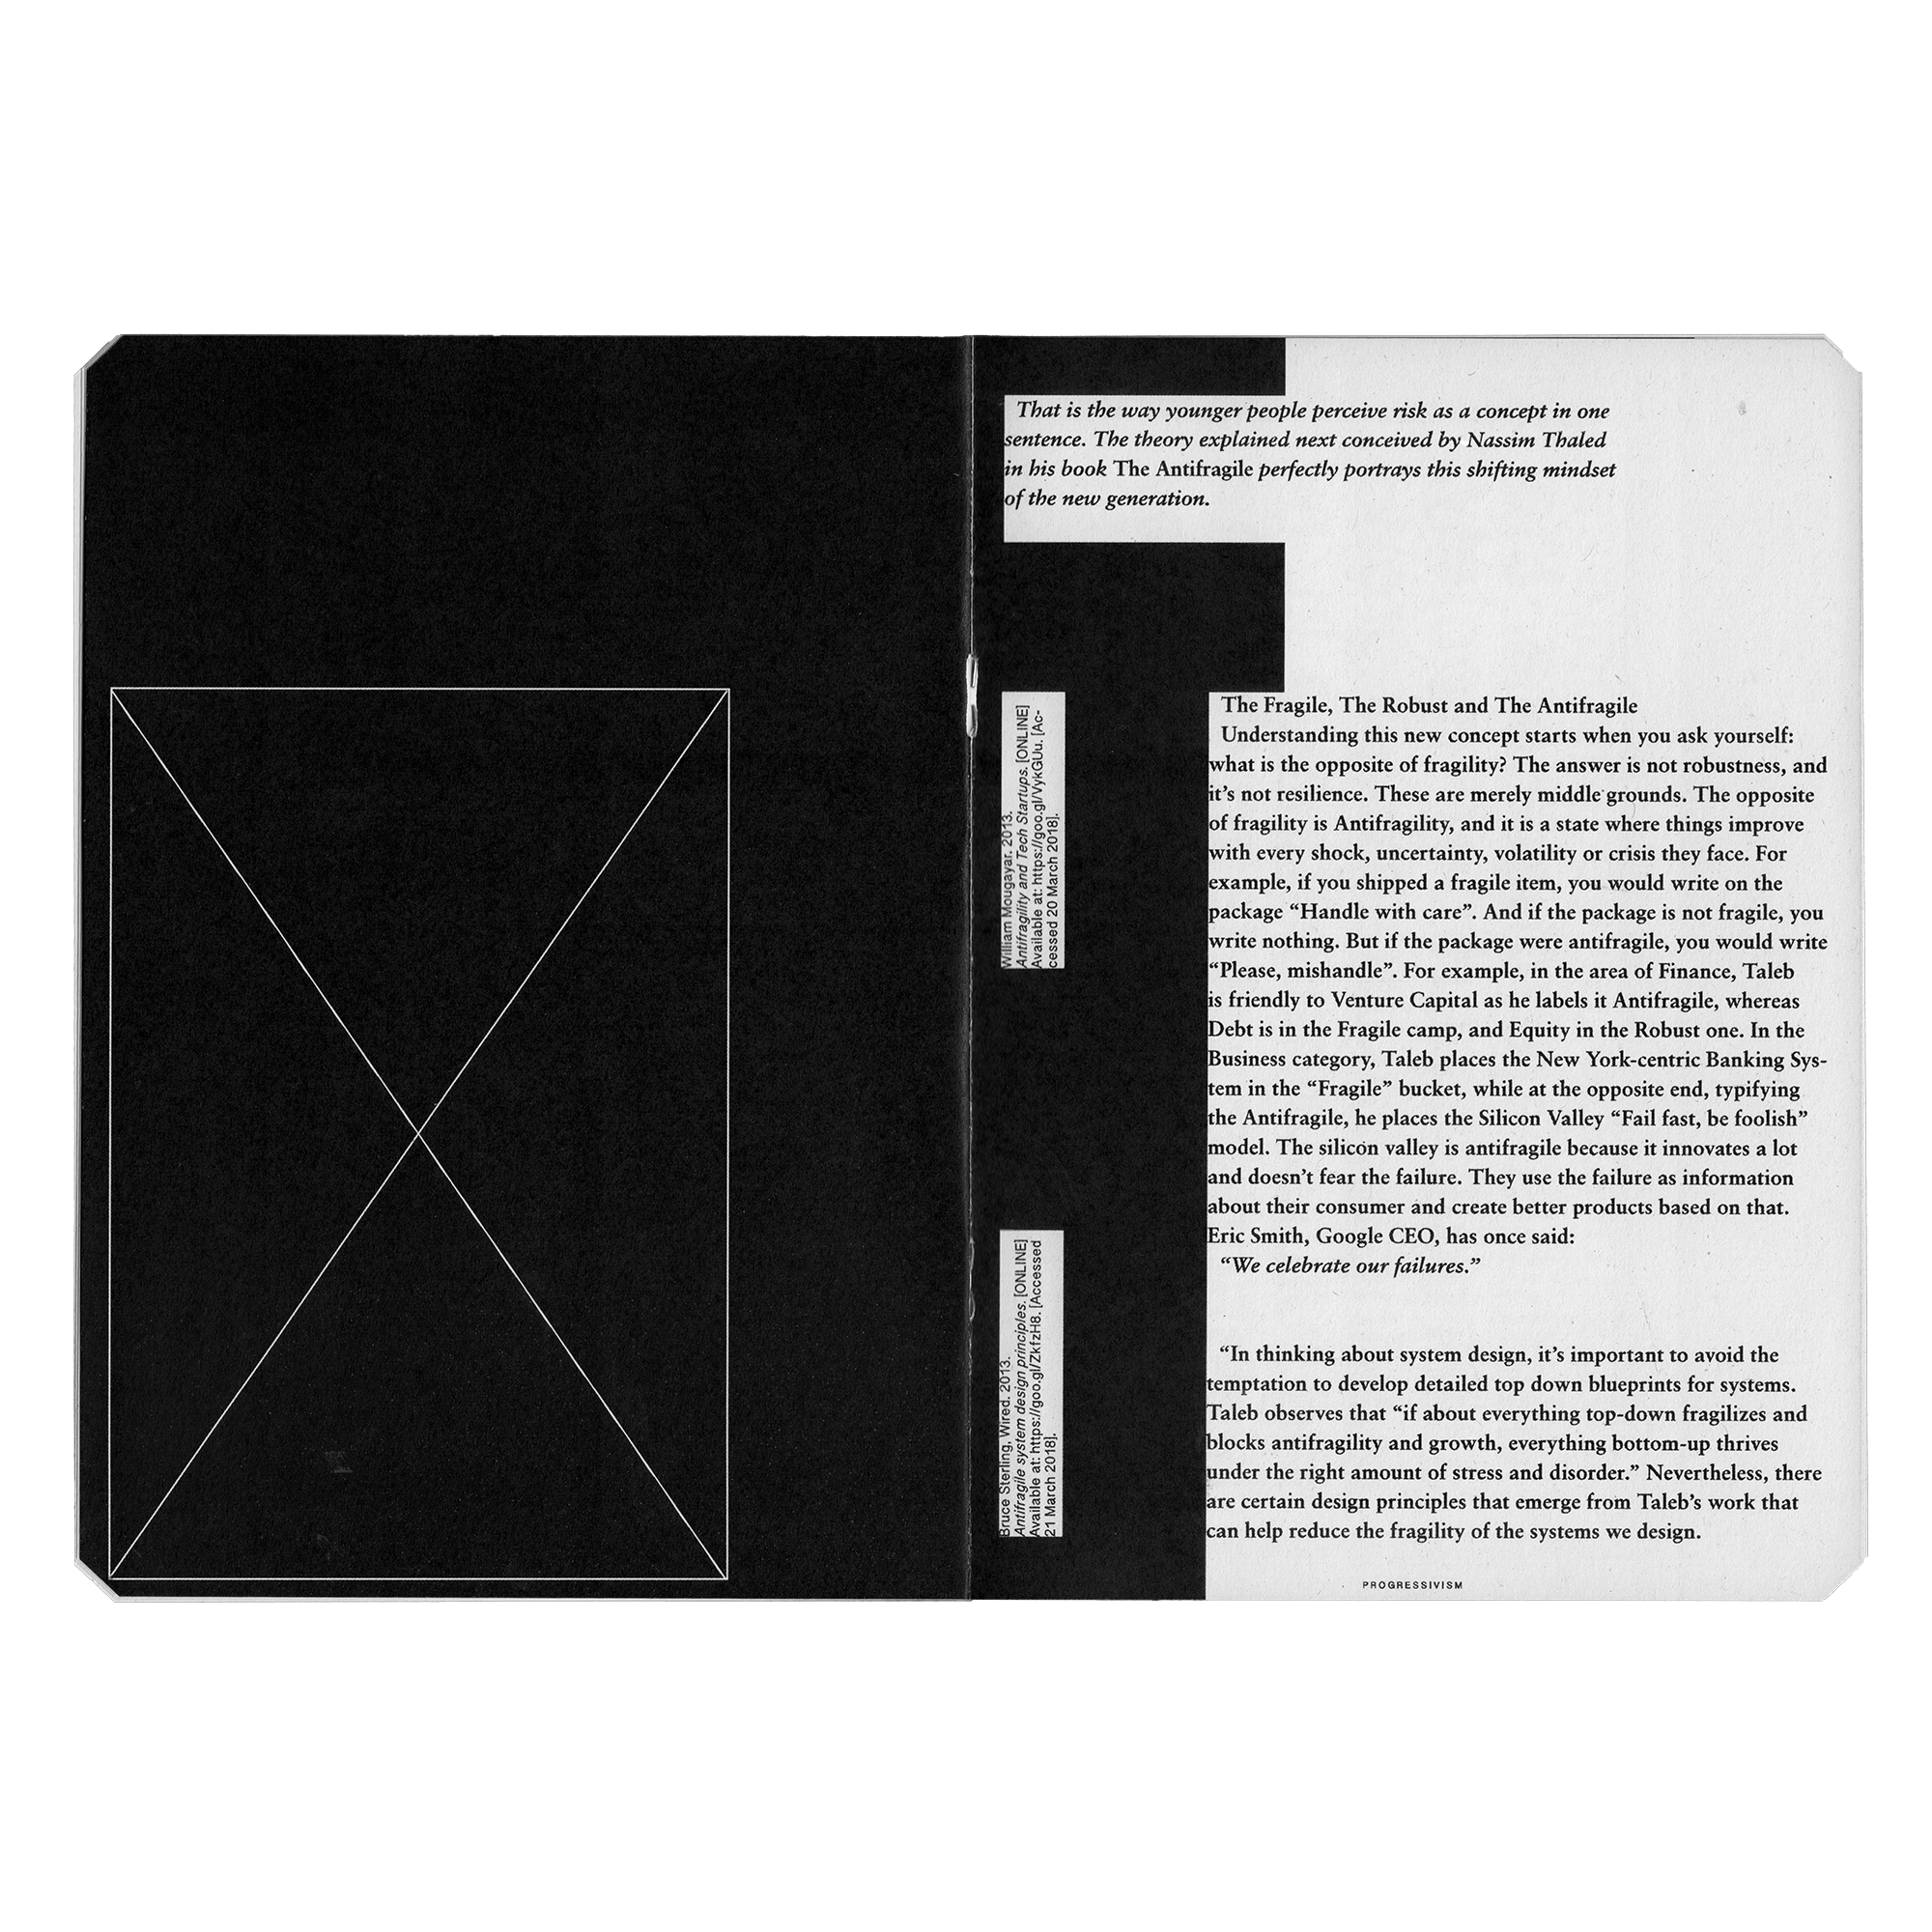 That is the way younger people perceive risk as a concept in one
sentence. The theory explained next conceived by Nassim Thaled
in his book The Antifragile perfectly portrays this shifting mindset
of the new generation.
William Mougayar. 2013.
Antifragility and Tech Startups. [ONLINE]
Available at: https://goo.gl/VykGUu. [Ac-
cessed 20 March 2018].
The Fragile, The Robust and The Antifragile
Understanding this new concept starts when you ask yourself:
what is the opposite of fragility? The answer is not robustness, and
it’s not resilience. These are merely middle grounds. The opposite
of fragility is Antifragility, and it is a state where things improve
with every shock, uncertainty, volatility or crisis they face. For
example, if you shipped a fragile item, you would write on the
package “Handle with care”. And if the package is not fragile, you
write nothing. But if the package were antifragile, you would write
“Please, mishandle”. For example, in the area of Finance, Taleb
is friendly to Venture Capital as he labels it Antifragile, whereas
Debt is in the Fragile camp, and Equity in the Robust one. In the
Business category, Taleb places the New York-centric Banking Sys-
tem in the “Fragile” bucket, while at the opposite end, typifying
the Antifragile, he places the Silicon Valley “Fail fast, be foolish”
model. The silicon valley is antifragile because it innovates a lot
and doesn’t fear the failure. They use the failure as information
about their consumer and create better products based on that.
Eric Smith, Google CEO, has once said:
“We celebrate our failures.”
Bruce Sterling, Wired. 2013.
Antifragile system design principles. [ONLINE]
Available at: https://goo.gl/ZkfzH8. [Accessed
21 March 2018].
“In thinking about system design, it’s important to avoid the
temptation to develop detailed top down blueprints for systems.
Taleb observes that “if about everything top-down fragilizes and
blocks antifragility and growth, everything bottom-up thrives
under the right amount of stress and disorder.” Nevertheless, there
are certain design principles that emerge from Taleb’s work that
can help reduce the fragility of the systems we design.
PROGRESSIVISM